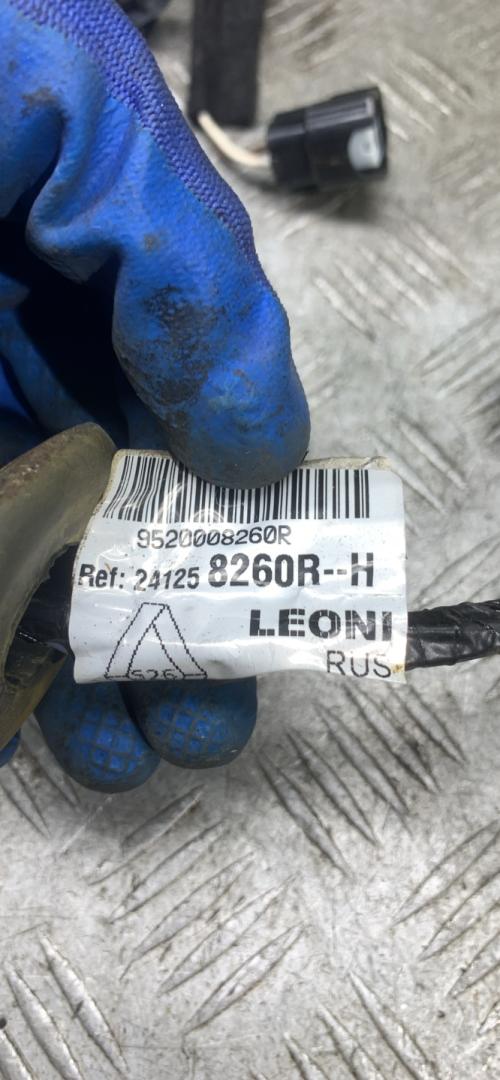 9520008260R
Ref: 24125 8260R--H
LEONI
RUS
S26